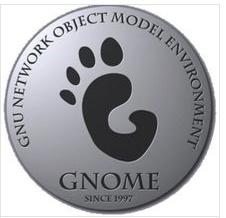 GNU NETWORK OBJECT MODEL ENVIRONMENT
GNOME
SINCE 1997